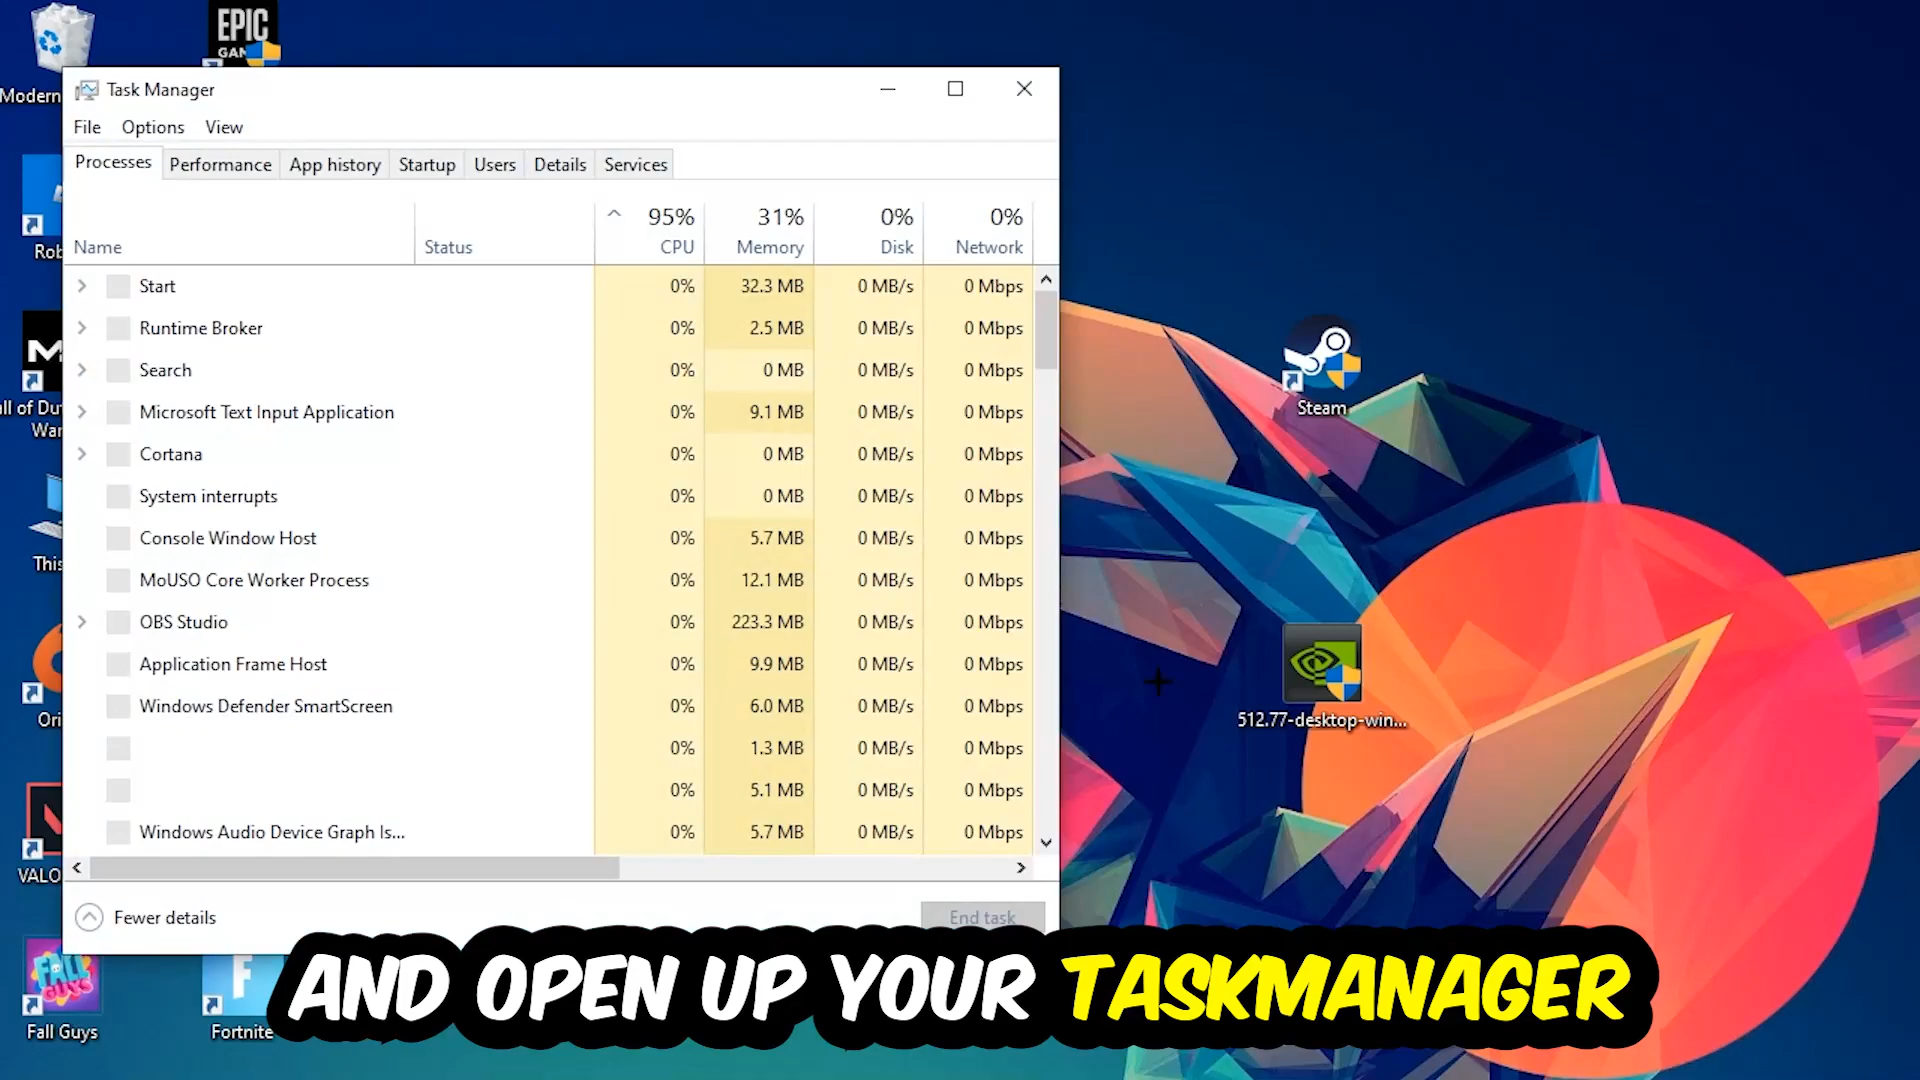 EPIC
GAM
Modern
Task Manager
File Options View
Processes Performance App history Startup Users Details Services
95% 31% 0% 0%
Name Status CPU Memory Disk Network
Start 0% 32.3 MB 0 MB/s 0 Mbps
Runtime Broker 0% 2.5 MB 0 MB/s 0 Mbps
Search 0% 0 MB 0 MB/s 0 Mbps
Microsoft Text Input Application 0% 9.1 MB 0 MB/s 0 Mbps
Cortana 0% 0 MB 0 MB/s 0 Mbps
System interrupts 0% 0 MB 0 MB/s 0 Mbps
Console Window Host 0% 5.7 MB 0 MB/s 0 Mbps
MoUSO Core Worker Process 0% 12.1 MB 0 MB/s 0 Mbps
OBS Studio 0% 223.3 MB 0 MB/s 0 Mbps
Application Frame Host 0% 9.9 MB 0 MB/s 0 Mbps
Windows Defender SmartScreen 0% 6.0 MB 0 MB/s 0 Mbps
0% 1.3 MB 0 MB/s 0 Mbps
0% 5.1 MB 0 MB/s 0 Mbps
Windows Audio Device Graph Is... 0% 5.7 MB 0 MB/s 0 Mbps
Fewer details End task
Rob
M
all of Du
War
This
Ori
VALO
FALL
GUYS
Fall Guys
F
Fortnite
Steam
512.77-desktop-win...
AND OPEN UP YOUR TASKMANAGER